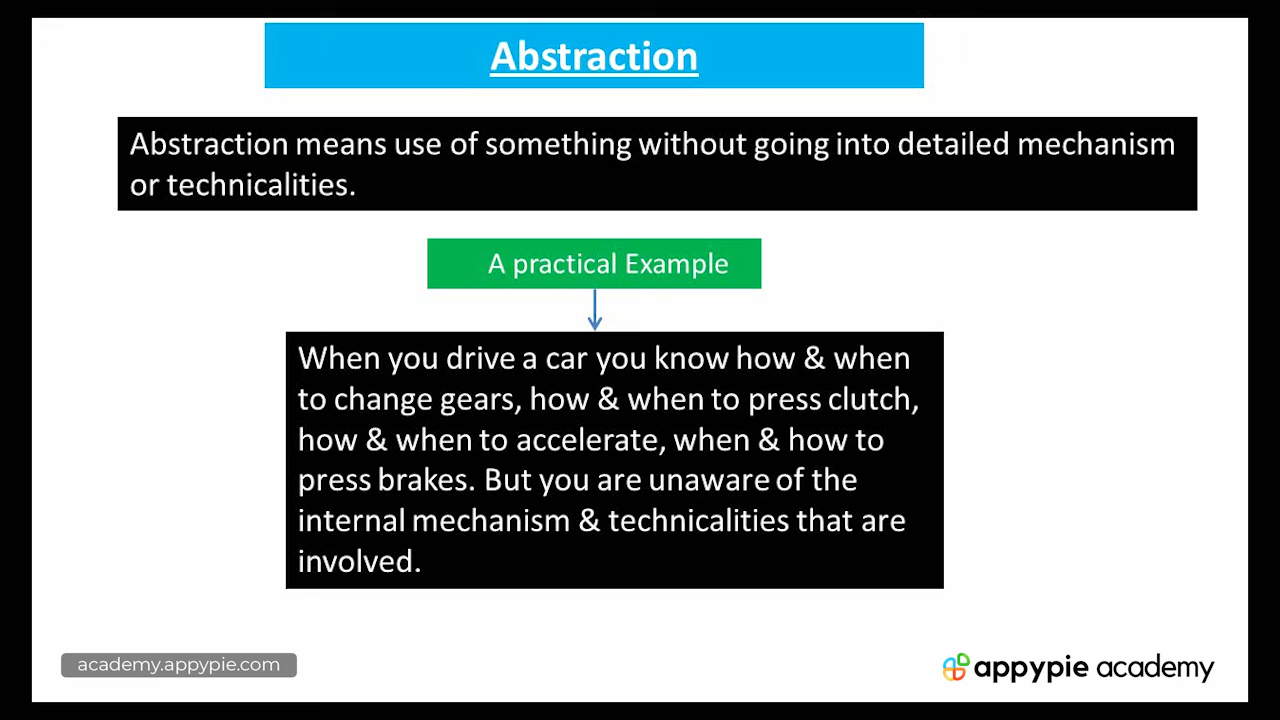 Abstraction
Abstraction means use of something without going into detailed mechanism
or technicalities.
A practical Example
When you drive a car you know how & when
to change gears, how & when to press clutch,
how & when to accelerate, when & how to
press brakes. But you are unaware of the
internal mechanism & technicalities that are
involved.
academy.appypie.com
appypie academy